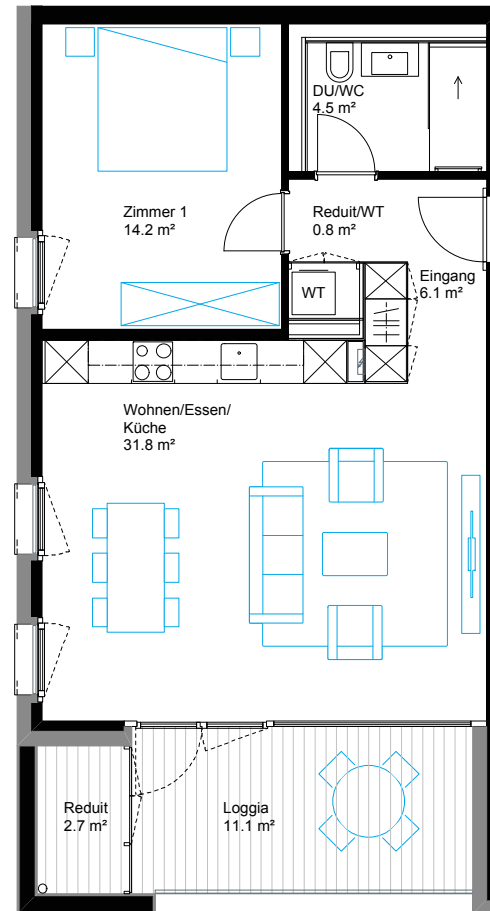 DU/WC
4.5 m²
Zimmer 1
14.2 m²
Reduit/WT
0.8 m²
Eingang
6.1 m²
WT
Wohnen/Essen/
Küche
31.8 m²
Reduit
2.7 m²
Loggia
11.1 m²